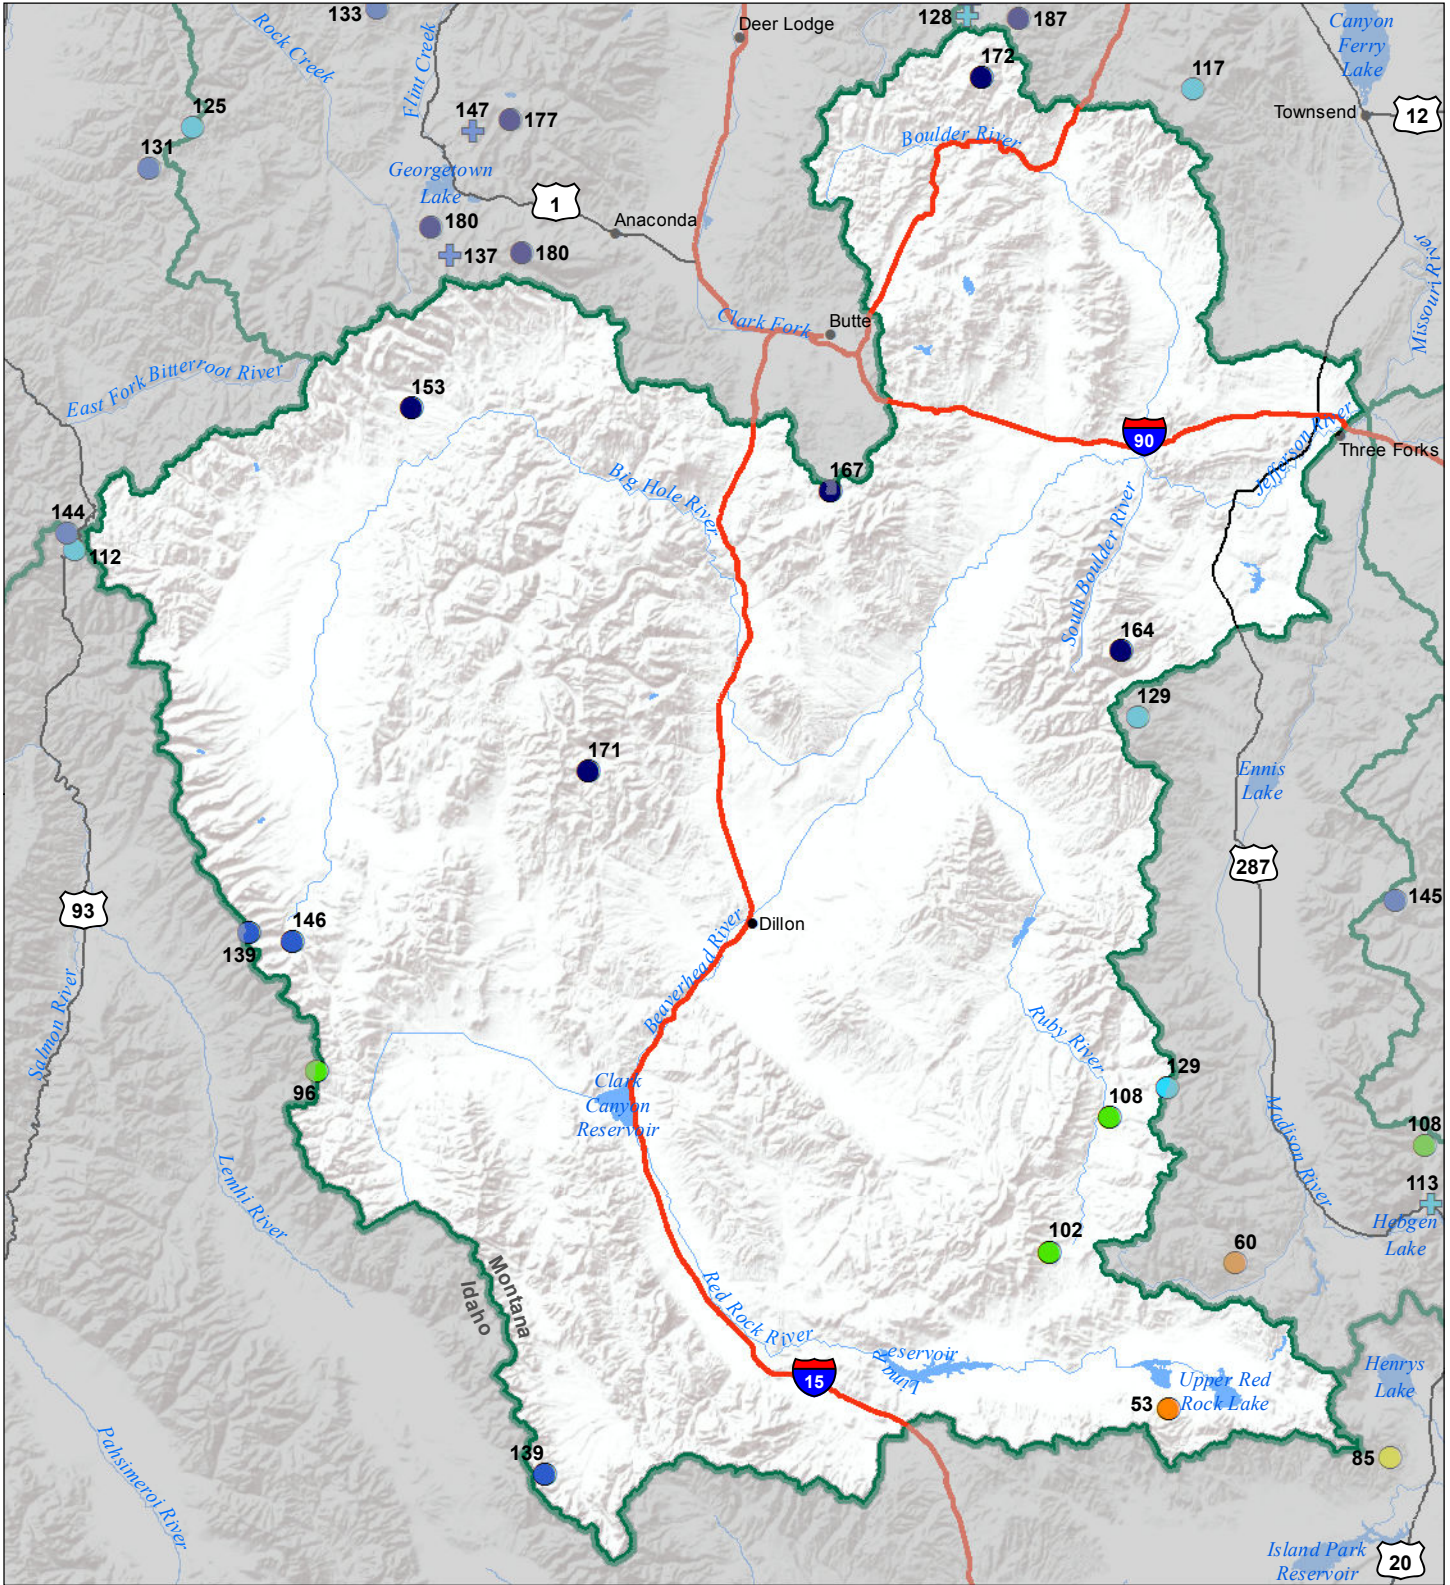 133
Deer Lodge
128
187
Canyon
Ferry
Lake
Rock Creek
Flint Creek
172
117
125
147
177
Townsend
12
131
Boulder River
Georgetown
Lake
1
180
Anaconda
137
180
Missouri River
Clark Fork
Butte
East Fork Bitterroot River
153
90
Jefferson River
Three Forks
Big Hole River
167
144
112
South Boulder River
164
129
171
Ennis
Lake
287
93
145
146
139
Dillon
Beaverhead River
Salmon River
Ruby River
96
129
Clark
Canyon
Reservoir
108
Madison River
108
Lemhi River
113
Hebgen
Lake
102
60
Montana
Idaho
Red Rock River
Lima Reservoir
15
Upper Red
Rock Lake
53
Henrys
Lake
139
85
Pahsimeroi River
Island Park
Reservoir
20